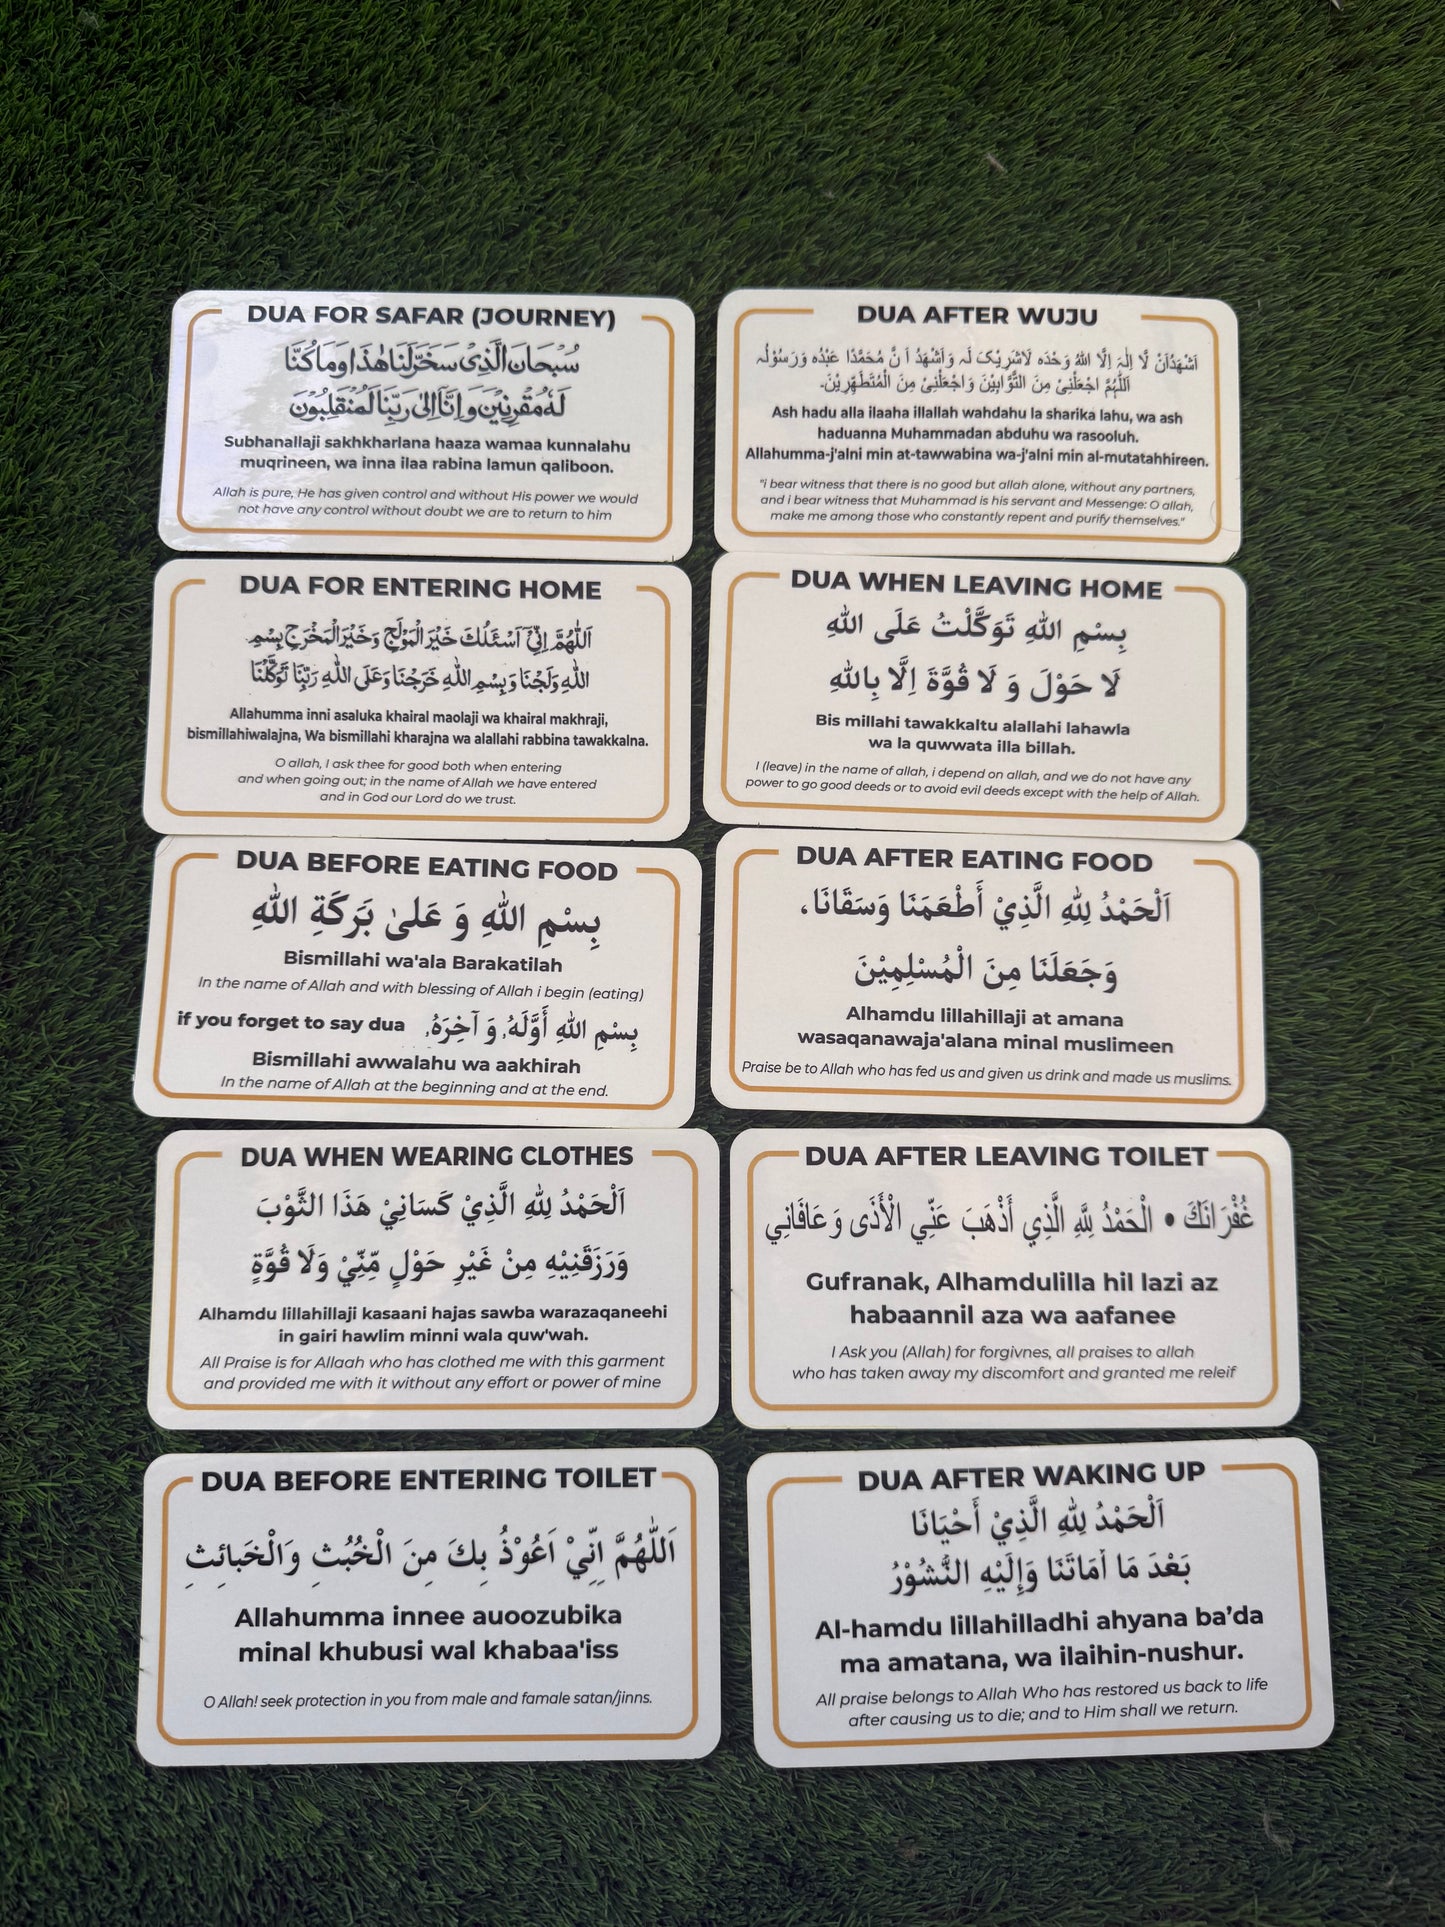 DUA FOR SAFAR (JOURNEY)
سُبْحَانَ الَّذِیْ سَخَّرَ لَنَا هٰذَا وَمَا كُنَّا
لَهٗ مُقْرِنِيْنَ وَ اِنَّا اِلٰى رَبِّنَا لَمُنْقَلِبُوْنَ
Subhanallaji sakhkharlana haaza wamaa kunnalahu
muqrineen, wa inna ilaa rabina lamun qaliboon.
Allah is pure, He has given control and without His power we would
not have any control without doubt we are to return to him
DUA AFTER WUJU
اَشْهَدُ اَنْ لَّا اِلٰهَ اِلَّا اللّٰهُ وَحْدَه لَاشَرِيْكَ لَه وَاَشْهَدُ اَنَّ مُحَمَّدًا عَبْدُه وَرَسُوْلُه
اَللّٰهُمَّ اجْعَلْنِيْ مِنَ التَّوَّابِيْنَ وَاجْعَلْنِيْ مِنَ الْمُتَطَهِّرِيْنَ.
Ash hadu alla ilaaha illallah wahdahu la sharika lahu, wa ash
haduanna Muhammadan abduhu wa rasooluh.
Allahumma-j'alni min at-tawwabina wa-j'alni min al-mutatahhireen.
"i bear witness that there is no good but allah alone, without any partners,
and i bear witness that Muhammad is his servant and Messenge: O allah,
make me among those who constantly repent and purify themselves."
DUA FOR ENTERING HOME
اَللّٰهُمَّ اِنِّيْٓ اَسْئَلُكَ خَيْرَ الْمَوْلَجِ وَخَيْرَ الْمَخْرَجِ بِسْمِ
اللّٰهِ وَلَجْنَا وَبِسْمِ اللّٰهِ خَرَجْنَا وَعَلَى اللّٰهِ رَبِّنَا تَوَكَّلْنَا
Allahumma inni asaluka khairal maolaji wa khairal makhraji,
bismillahiwalajna, Wa bismillahi kharajna wa alallahi rabbina tawakkalna.
O allah, I ask thee for good both when entering
and when going out; in the name of Allah we have entered
and in God our Lord do we trust.
DUA WHEN LEAVING HOME
بِسْمِ اللهِ تَوَكَّلْتُ عَلَى اللهِ
لَا حَوْلَ وَ لَا قُوَّةَ اِلَّا بِاللهِ
Bis millahi tawakkaltu alallahi lahawla
wa la quwwata illa billah.
I (leave) in the name of allah, i depend on allah, and we do not have any
power to go good deeds or to avoid evil deeds except with the help of Allah.
DUA BEFORE EATING FOOD
بِسْمِ اللهِ وَ عَلىٰ بَرَكَةِ اللهِ
Bismillahi wa'ala Barakatilah
In the name of Allah and with blessing of Allah i begin (eating)
if you forget to say dua بِسْمِ اللهِ أَوَّلَهُ، وَ آخِرَهُ،
Bismillahi awwalahu wa aakhirah
In the name of Allah at the beginning and at the end.
DUA AFTER EATING FOOD
اَلْحَمْدُ لِلهِ الَّذِيْ أَطْعَمَنَا وَسَقَانَا،
وَجَعَلَنَا مِنَ الْمُسْلِمِيْنَ
Alhamdu lillahillaji at amana
wasaqanawaja'alana minal muslimeen
Praise be to Allah who has fed us and given us drink and made us muslims.
DUA WHEN WEARING CLOTHES
اَلْحَمْدُ لِلهِ الَّذِيْ كَسَانِيْ هَذَا الثَّوْبَ
وَرَزَقَنِيْهِ مِنْ غَيْرِ حَوْلٍ مِّنِّيْ وَلَا قُوَّةٍ
Alhamdu lillahillaji kasaani hajas sawba warazaqaneehi
in gairi hawlim minni wala quw'wah.
All Praise is for Allaah who has clothed me with this garment
and provided me with it without any effort or power of mine
DUA AFTER LEAVING TOILET
غُفْرَانَكَ • الْحَمْدُ لِلَّهِ الَّذِي أَذْهَبَ عَنِّي الْأَذَى وَعَافَانِي
Gufranak, Alhamdulilla hil lazi az
habaannil aza wa aafanee
I Ask you (Allah) for forgivnes, all praises to allah
who has taken away my discomfort and granted me releif
DUA BEFORE ENTERING TOILET
اَللّٰهُمَّ اِنِّيْ اَعُوْذُ بِكَ مِنَ الْخُبُثِ وَالْخَبائِثِ
Allahumma innee auoozubika
minal khubusi wal khabaa'iss
O Allah! seek protection in you from male and famale satan/jinns.
DUA AFTER WAKING UP
اَلْحَمْدُ لِلهِ الَّذِيْ أَحْيَانَا
بَعْدَ مَا أَمَاتَنَا وَإِلَيْهِ النُّشُوْرُ
Al-hamdu lillahilladhi ahyana ba’da
ma amatana, wa ilaihin-nushur.
All praise belongs to Allah Who has restored us back to life
after causing us to die; and to Him shall we return.